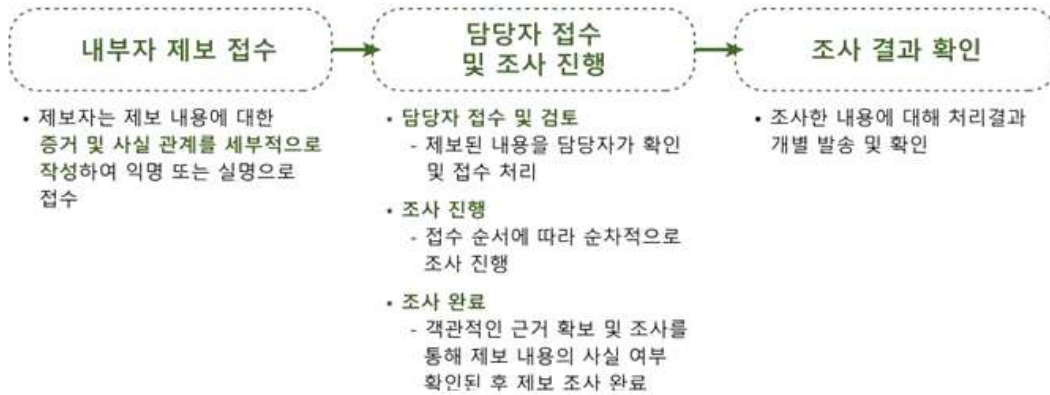 내부자 제보 접수
담당자 접수
및 조사 진행
조사 결과 확인
• 제보자는 제보 내용에 대한
증거 및 사실 관계를 세부적으로
작성하여 익명 또는 실명으로
접수
• 담당자 접수 및 검토
- 제보된 내용을 담당자가 확인
및 접수 처리
• 조사 진행
- 접수 순서에 따라 순차적으로
조사 진행
• 조사 완료
- 객관적인 근거 확보 및 조사를
통해 제보 내용의 사실 여부
확인된 후 제보 조사 완료
• 조사한 내용에 대해 처리결과
개별 발송 및 확인